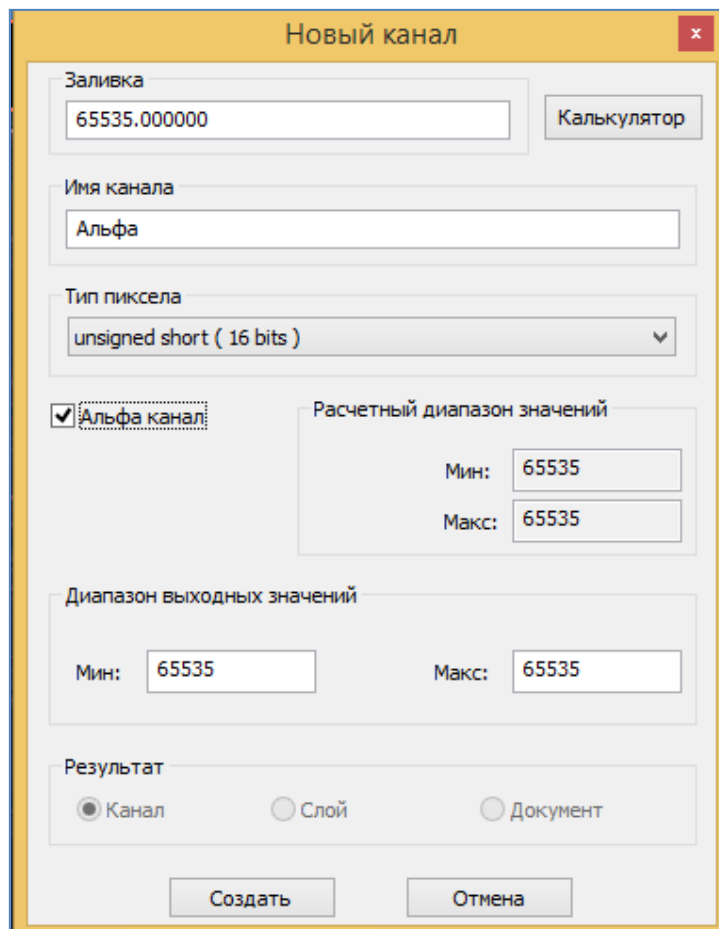 Новый канал
x
Заливка
65535.000000
Калькулятор
Имя канала
Альфа
Тип пиксела
unsigned short ( 16 bits )
Альфа канал
Расчетный диапазон значений
Мин: 65535
Макс: 65535
Диапазон выходных значений
Мин: 65535 Макс: 65535
Результат
Канал Слой Документ
Создать Отмена